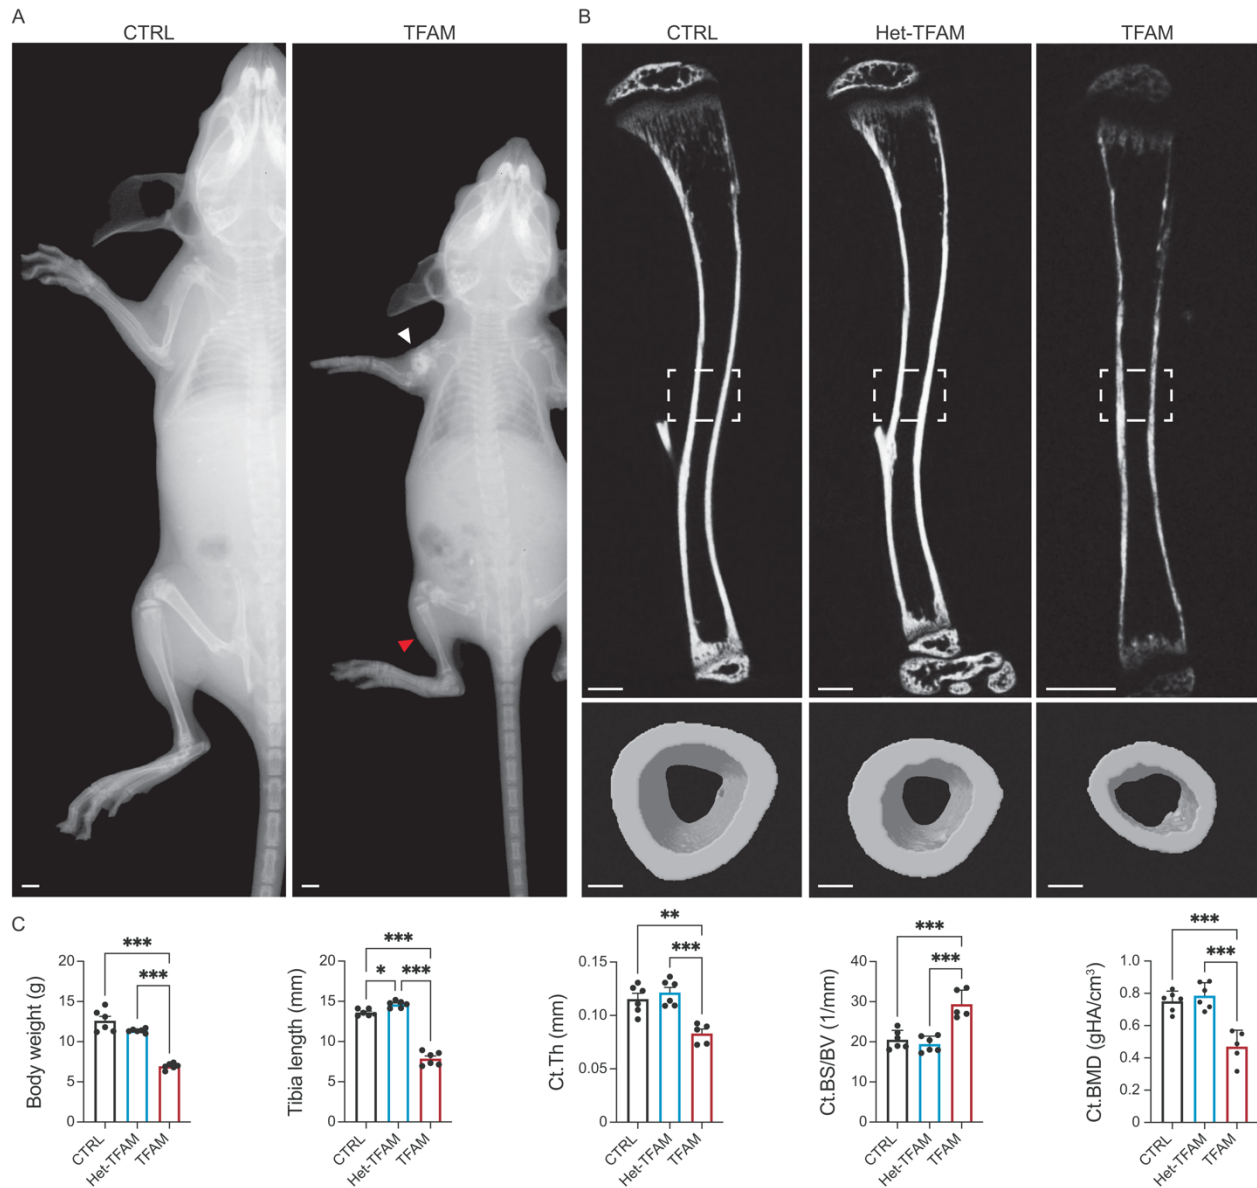 A
B
CTRL
TFAM
CTRL
Het-TFAM
TFAM
C
***
***
20
15
10
5
0
Body weight (g)
CTRL
Het-TFAM
TFAM
***
*
***
20
15
10
5
0
Tibia length (mm)
CTRL
Het-TFAM
TFAM
**
***
0.15
0.10
0.05
0.00
Ct.Th (mm)
CTRL
Het-TFAM
TFAM
***
***
40
30
20
10
0
Ct.BS/BV (1/mm)
CTRL
Het-TFAM
TFAM
***
***
1.0
0.8
0.6
0.4
0.2
0
Ct.BMD (gHA/cm³)
CTRL
Het-TFAM
TFAM